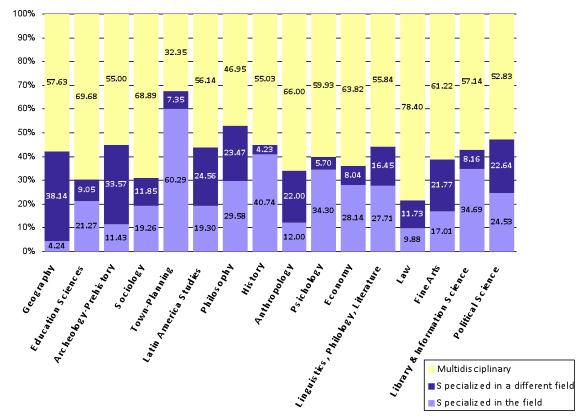 100%
90%
80%
70%
60%
50%
40%
30%
20%
10%
0%
57.63 69.68 55.00 68.89 32.35 56.14 46.95 55.03 66.00 59.93 63.82 55.84 78.40 61.22 57.14 52.83
38.14 9.05 33.57 11.85 7.35 24.56 23.47 4.23 22.00 5.70 8.04 16.45 11.73 21.77 8.16 22.64
4.24 21.27 11.43 19.26 60.29 19.30 29.58 40.74 12.00 34.30 28.14 27.71 9.88 17.01 34.69 24.53
Geography
Education Sciences
Archeology-Prehistory
Sociology
Town-Planning
Latin America Studies
Philosophy
History
Anthropology
Psichology
Economy
Linguistics, Philology, Literature
Law
Fine Arts
Library & Information Science
Political Science
Multidisciplinary
Specialized in a different field
Specialized in the field